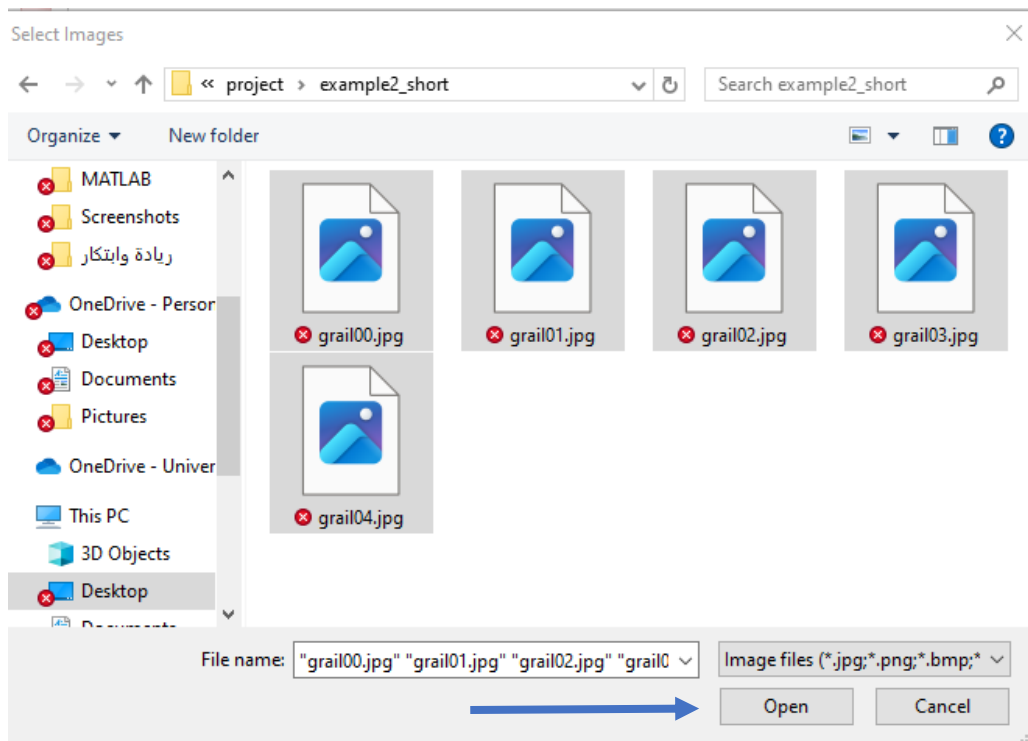 Select Images
« project › example2_short
Search example2_short
Organize
New folder
MATLAB
Screenshots
ريادة وابتكار
OneDrive - Person
Desktop
Documents
Pictures
OneDrive - Univer
This PC
3D Objects
Desktop
Documents
grail00.jpg
grail01.jpg
grail02.jpg
grail03.jpg
grail04.jpg
File name:
"grail00.jpg" "grail01.jpg" "grail02.jpg" "grail0
Image files (*.jpg;*.png;*.bmp;*
Open
Cancel